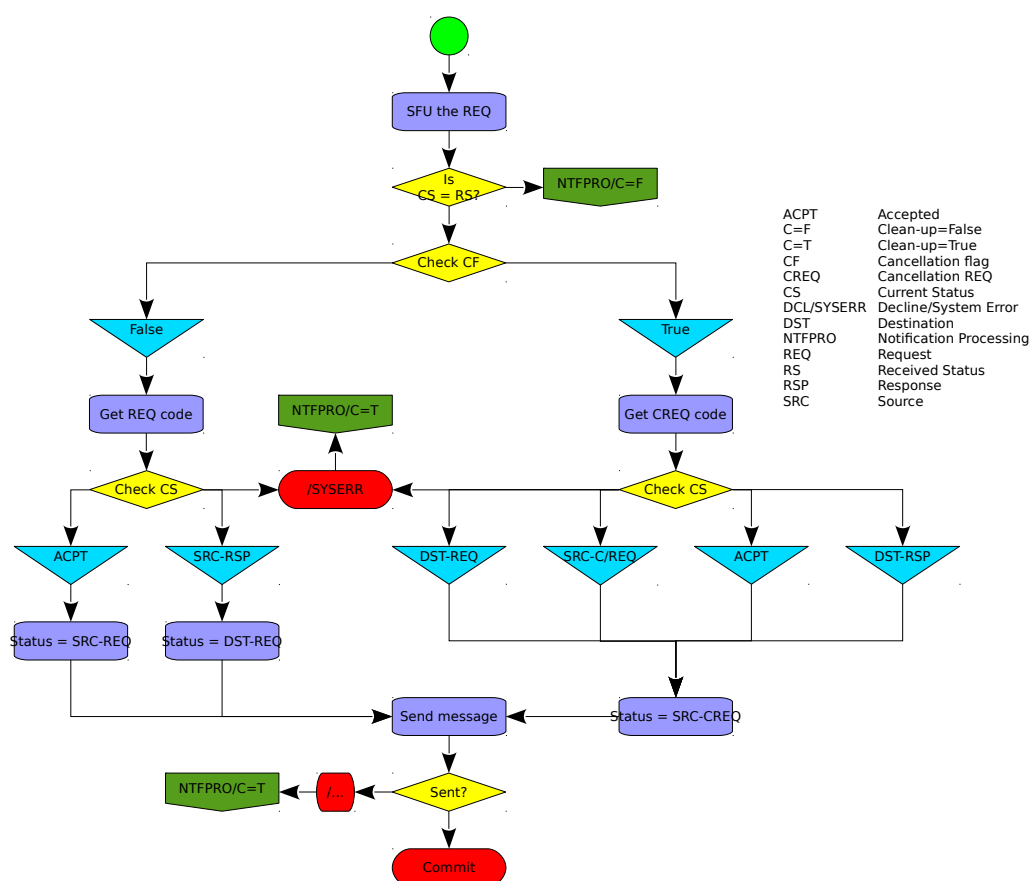 SFU the REQ
Is
CS = RS?
NTFPRO/C=F
Check CF
False
True
Get REQ code
NTFPRO/C=T
Get CREQ code
Check CS
/SYSERR
Check CS
ACPT
SRC-RSP
DST-REQ
SRC-C/REQ
ACPT
DST-RSP
Status = SRC-REQ
Status = DST-REQ
Send message
Status = SRC-CREQ
NTFPRO/C=T
/...
Sent?
Commit
ACPT Accepted
C=F Clean-up=False
C=T Clean-up=True
CF Cancellation flag
CREQ Cancellation REQ
CS Current Status
DCL/SYSERR Decline/System Error
DST Destination
NTFPRO Notification Processing
REQ Request
RS Received Status
RSP Response
SRC Source